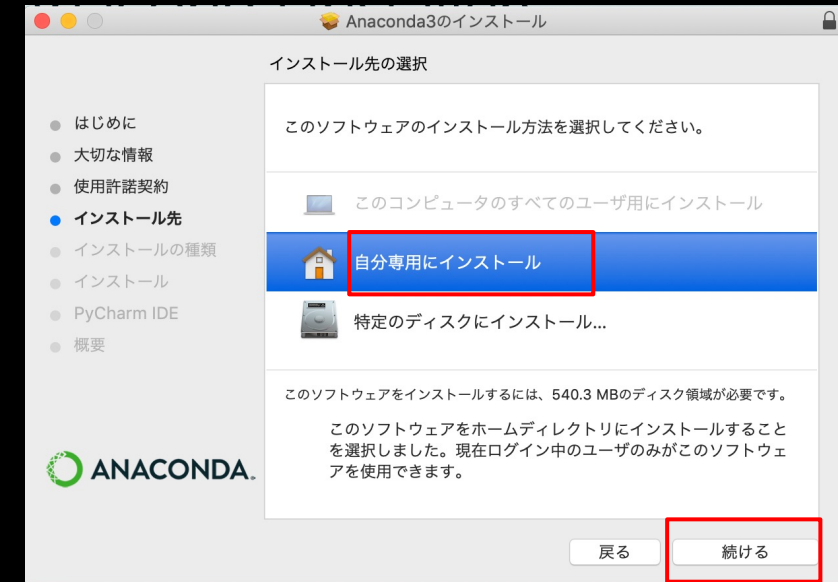 Anaconda3のインストール
インストール先の選択
はじめに
大切な情報
使用許諾契約
インストール先
インストールの種類
インストール
PyCharm IDE
概要
ANACONDA.
このソフトウェアのインストール方法を選択してください。
このコンピュータのすべてのユーザ用にインストール
自分専用にインストール
特定のディスクにインストール...
このソフトウェアをインストールするには、540.3 MBのディスク領域が必要です。
このソフトウェアをホームディレクトリにインストールすること
を選択しました。現在ログイン中のユーザのみがこのソフトウェ
アを使用できます。
戻る
続ける